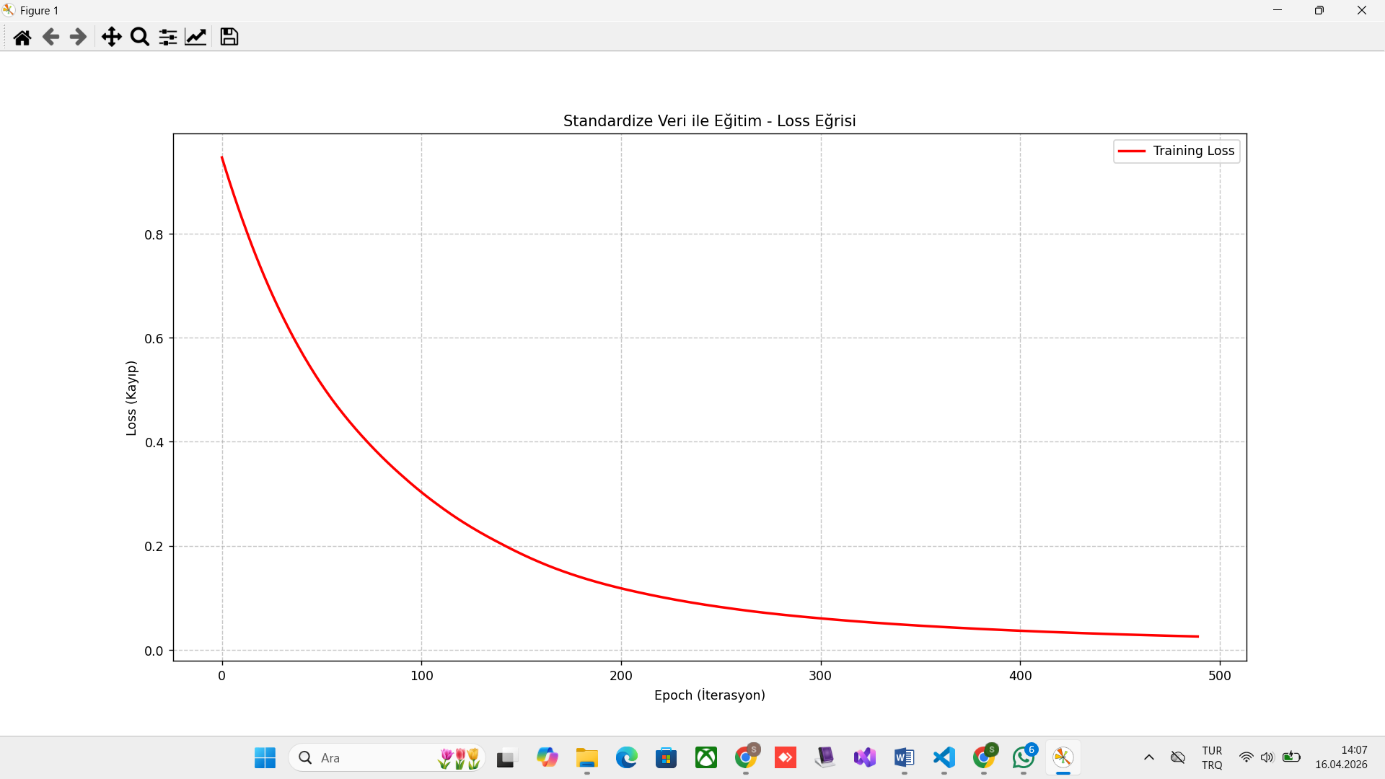 Figure 1
Standardize Veri ile Eğitim - Loss Eğrisi
Training Loss
Loss (Kayıp)
0.8
0.6
0.4
0.2
0.0
0 100 200 300 400 500
Epoch (İterasyon)
Ara
S
S
6
TUR
TRQ
14:07
16.04.2026